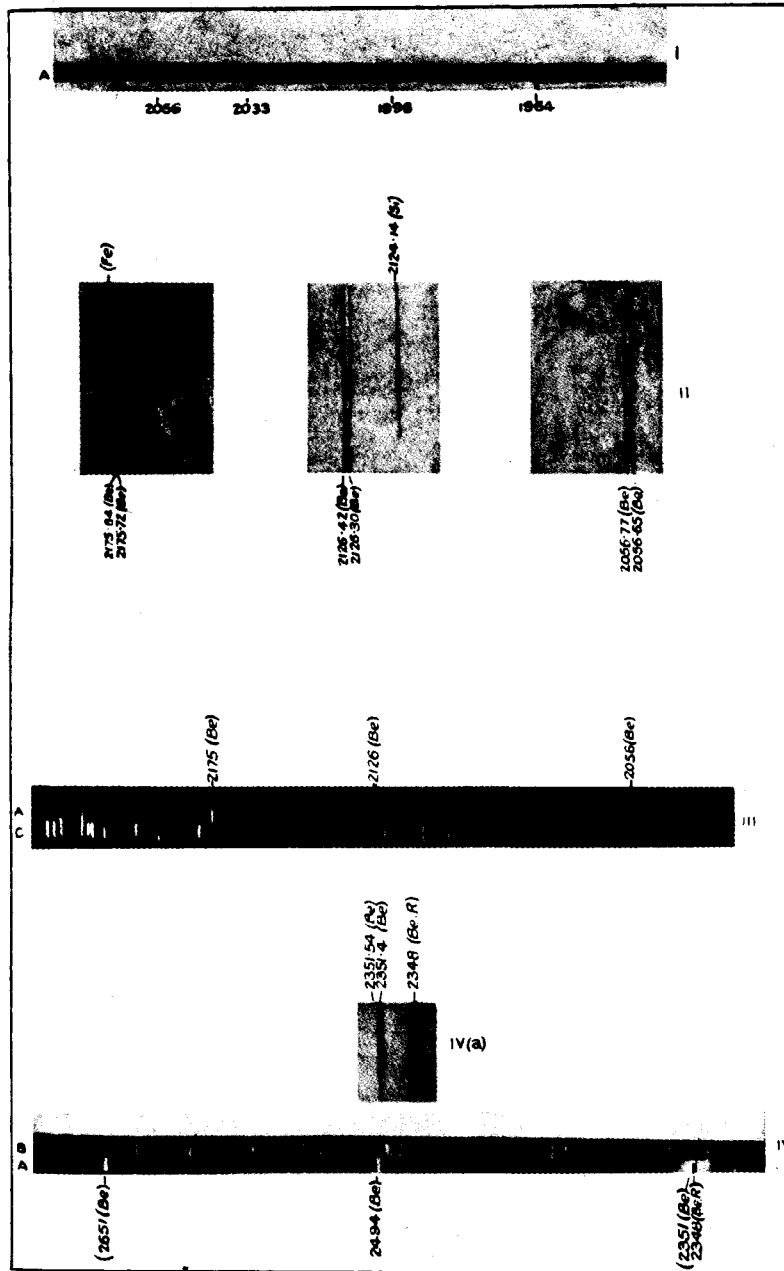 A
I
2056 2033 1998 1964
(Fe)
2124·14 (Si)
II
2175·84 (Be)
2175·72 (Be)
2126·42 (Be)
2126·30 (Be)
2056·77 (Be)
2056·65 (Be)
2175 (Be)
2126 (Be)
2056 (Be)
A
C
III
2351·54 (Be)
2351·4 (Be)
2348 (Be.R)
IV(a)
B
A
IV
(2651 (Be)
2494 (Be)
(2351 (Be)
2348 (Be.R)